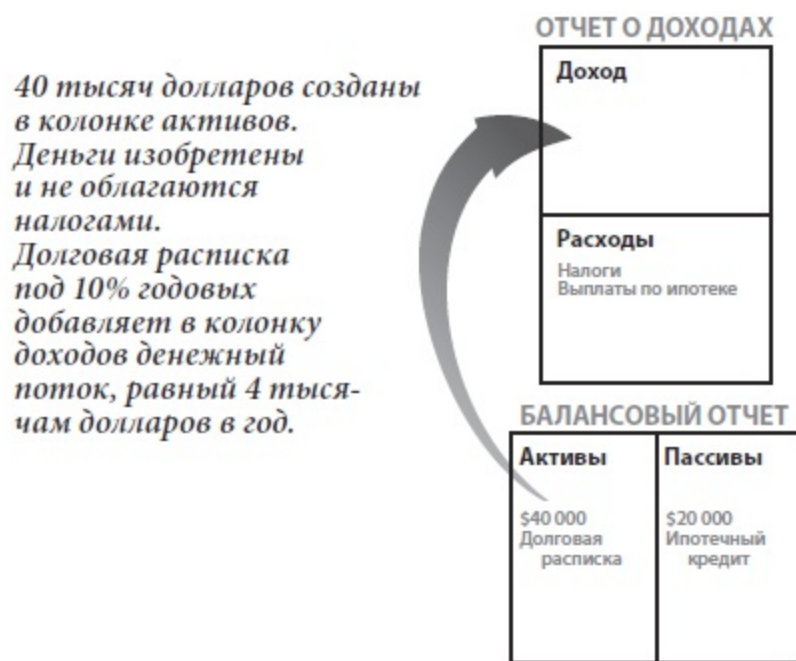 40 тысяч долларов созданы
в колонке активов.
Деньги изобретены
и не облагаются
налогами.
Долговая расписка
под 10% годовых
добавляет в колонку
доходов денежный
поток, равный 4 тыся-
чам долларов в год.
ОТЧЕТ О ДОХОДАХ
Доход
Расходы
Налоги
Выплаты по ипотеке
БАЛАНСОВЫЙ ОТЧЕТ
Активы
$40 000
Долговая
расписка
Пассивы
$20 000
Ипотечный
кредит